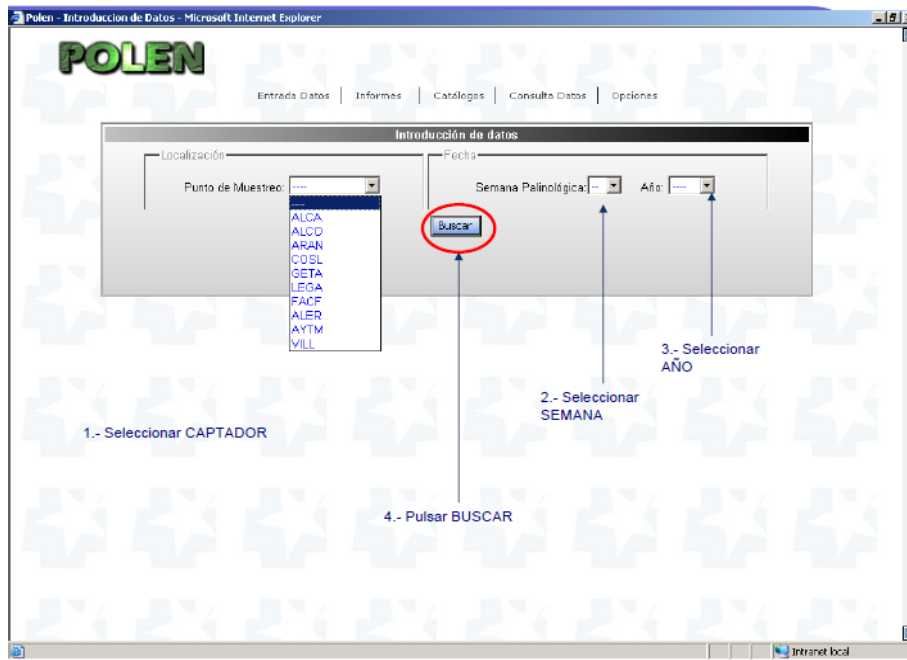 Polen - Introduccion de Datos - Microsoft Internet Explorer
POLEN
Entrada Datos | Informes | Catálogos | Consulta Datos | Opciones
Introducción de datos
Localización
Fecha
Punto de Muestreo: ----
Semana Palinológica: -- Año: ----
----
ALCA
ALCO
ARAN
COSL
GETA
LEGA
FACF
ALER
AYTM
VILL
Buscar
3.- Seleccionar
AÑO
2.- Seleccionar
SEMANA
1.- Seleccionar CAPTADOR
4.- Pulsar BUSCAR
Intranet local